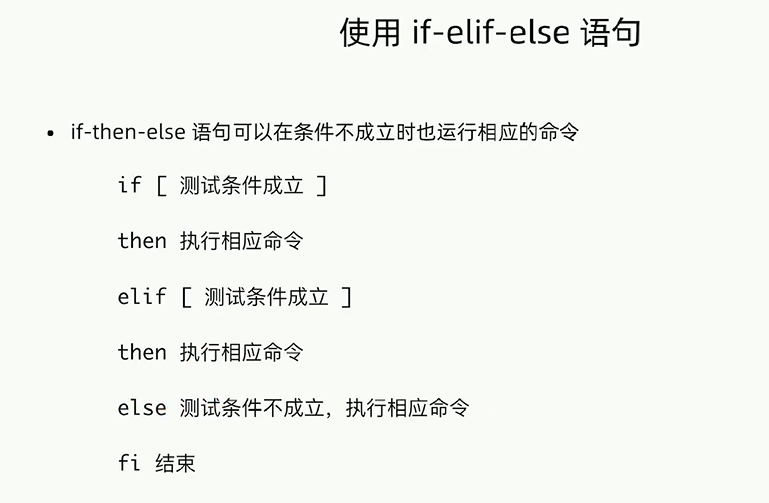 使用 if-elif-else 语句
• if-then-else 语句可以在条件不成立时也运行相应的命令
if [ 测试条件成立 ]
then 执行相应命令
elif [ 测试条件成立 ]
then 执行相应命令
else 测试条件不成立，执行相应命令
fi 结束